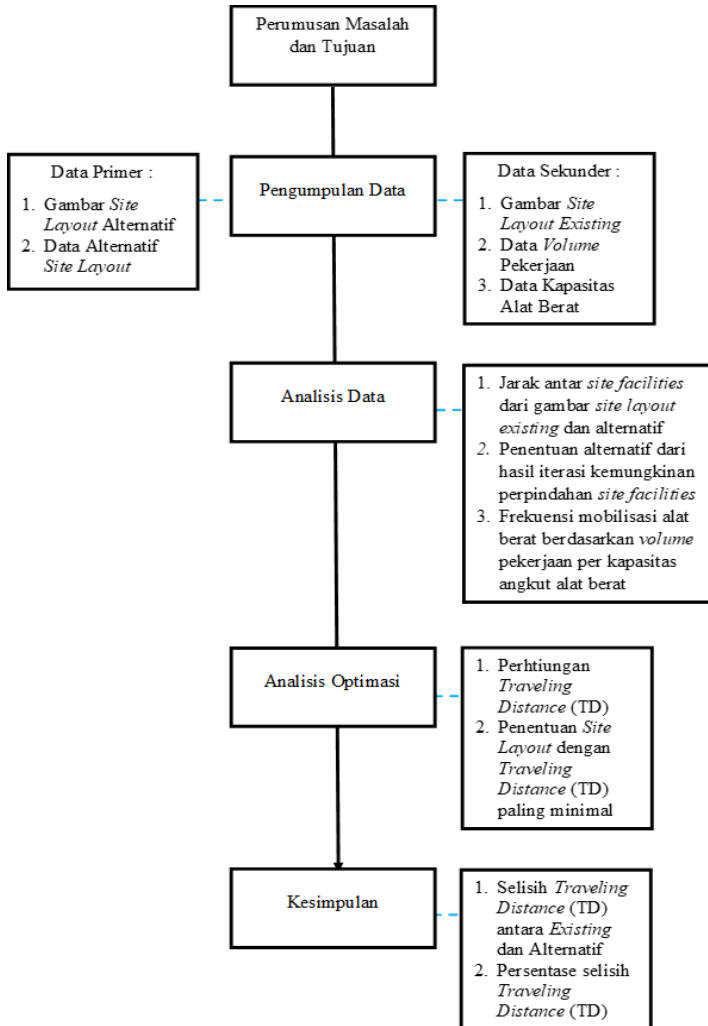 Perumusan Masalah
dan Tujuan
Data Primer :
1. Gambar Site
Layout Alternatif
2. Data Alternatif
Site Layout
Pengumpulan Data
Data Sekunder :
1. Gambar Site
Layout Existing
2. Data Volume
Pekerjaan
3. Data Kapasitas
Alat Berat
Analisis Data
1. Jarak antar site facilities
dari gambar site layout
existing dan alternatif
2. Penentuan alternatif dari
hasil iterasi kemungkinan
perpindahan site facilities
3. Frekuensi mobilisasi alat
berat berdasarkan volume
pekerjaan per kapasitas
angkut alat berat
Analisis Optimasi
1. Perhtiungan
Traveling
Distance (TD)
2. Penentuan Site
Layout dengan
Traveling
Distance (TD)
paling minimal
Kesimpulan
1. Selisih Traveling
Distance (TD)
antara Existing
dan Alternatif
2. Persentase selisih
Traveling
Distance (TD)